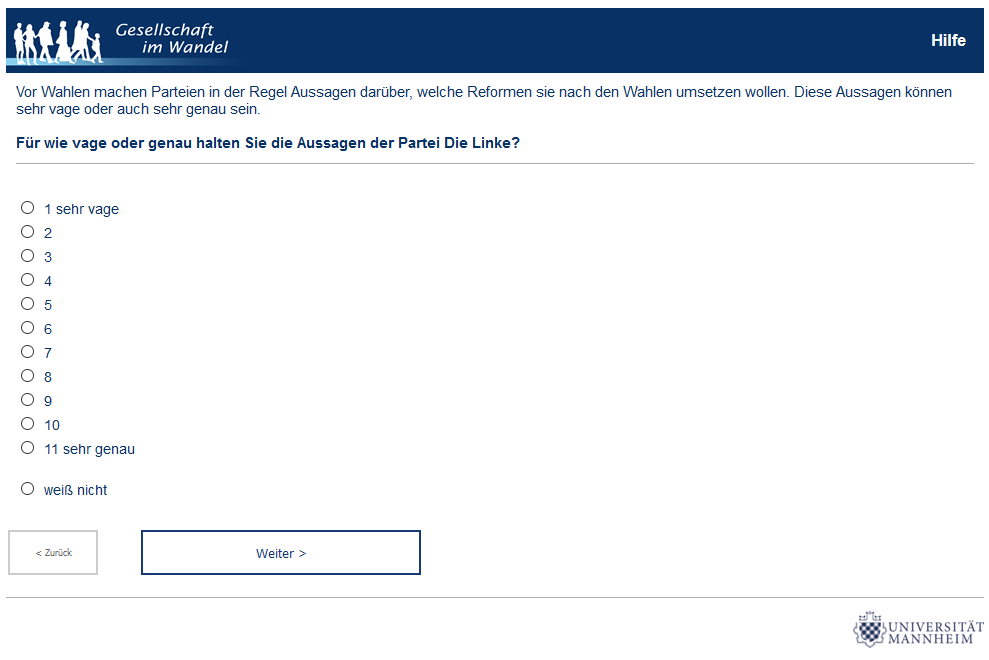 Gesellschaft
im Wandel
Hilfe
Vor Wahlen machen Parteien in der Regel Aussagen darüber, welche Reformen sie nach den Wahlen umsetzen wollen. Diese Aussagen können
sehr vage oder auch sehr genau sein.
Für wie vage oder genau halten Sie die Aussagen der Partei Die Linke?
1 sehr vage
2
3
4
5
6
7
8
9
10
11 sehr genau
weiß nicht
< Zurück
Weiter >
UNIVERSITÄT
MANNHEIM